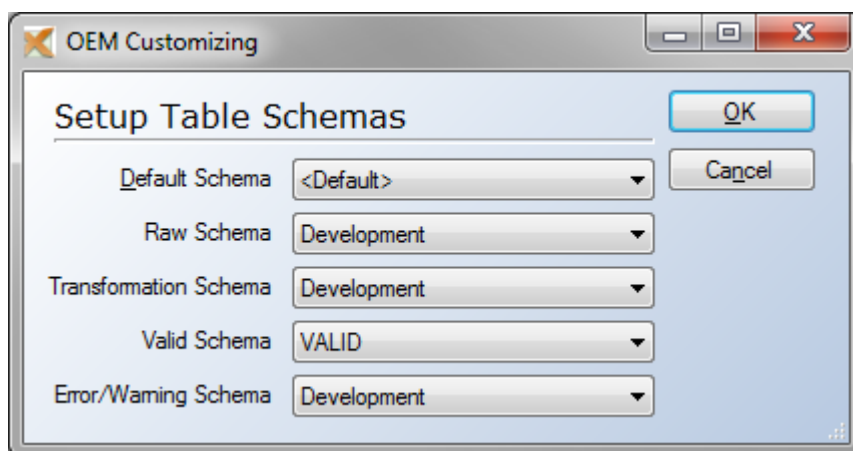 OEM Customizing
Setup Table Schemas
OK
Default Schema <Default>
Cancel
Raw Schema Development
Transformation Schema Development
Valid Schema VALID
Error/Warning Schema Development